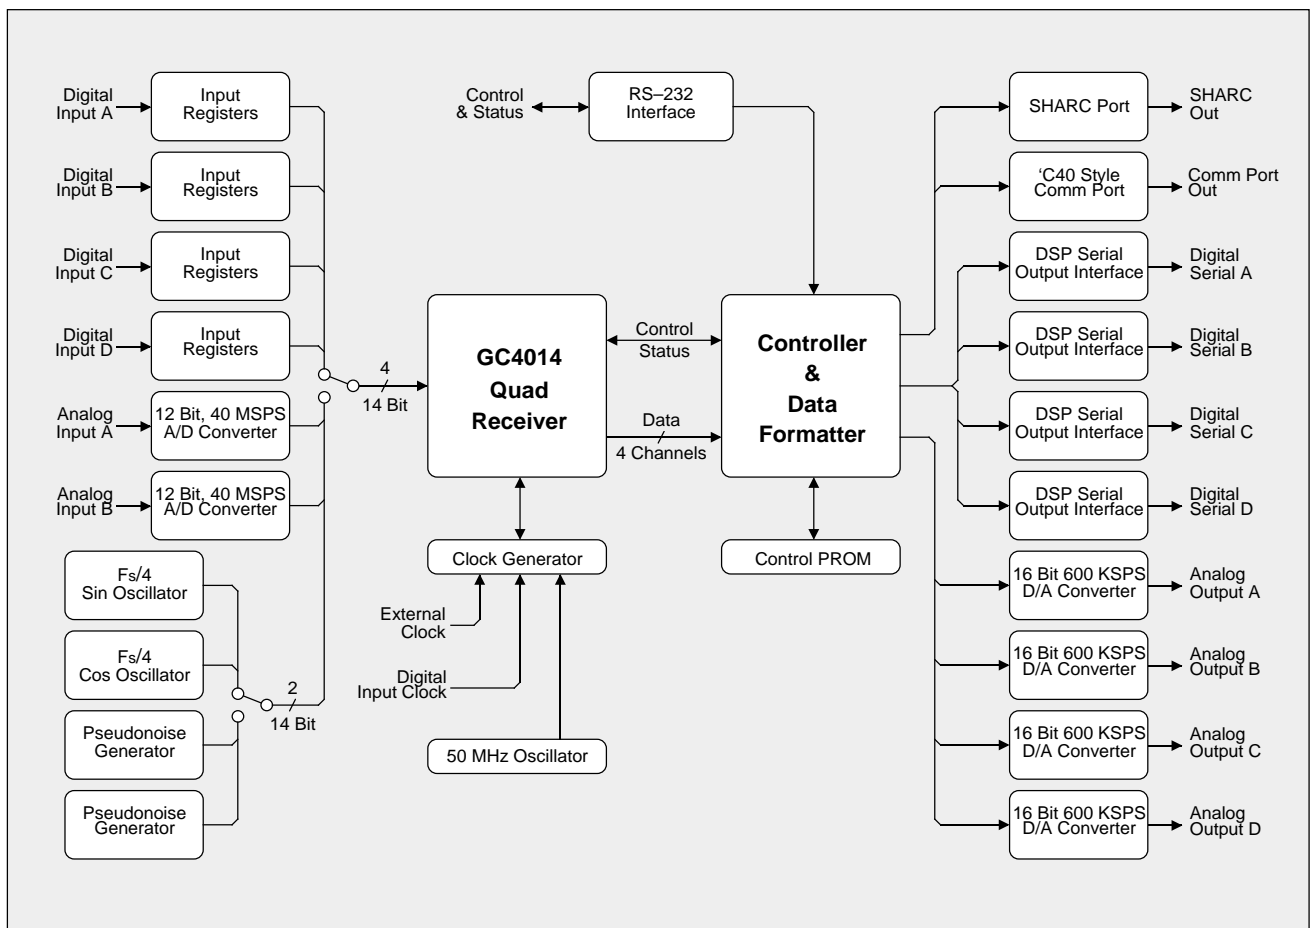 Digital
Input A
Input
Registers
Digital
Input B
Input
Registers
Digital
Input C
Input
Registers
Digital
Input D
Input
Registers
Analog
Input A
12 Bit, 40 MSPS
A/D Converter
Analog
Input B
12 Bit, 40 MSPS
A/D Converter
Fs/4
Sin Oscillator
Fs/4
Cos Oscillator
Pseudonoise
Generator
Pseudonoise
Generator
2
14 Bit
4
14 Bit
Control
& Status
RS–232
Interface
GC4014
Quad
Receiver
Control
Status
Data
4 Channels
Controller
&
Data
Formatter
Clock Generator
Control PROM
External
Clock
Digital
Input Clock
50 MHz Oscillator
SHARC Port
SHARC
Out
‘C40 Style
Comm Port
Comm Port
Out
DSP Serial
Output Interface
Digital
Serial A
DSP Serial
Output Interface
Digital
Serial B
DSP Serial
Output Interface
Digital
Serial C
DSP Serial
Output Interface
Digital
Serial D
16 Bit 600 KSPS
D/A Converter
Analog
Output A
16 Bit 600 KSPS
D/A Converter
Analog
Output B
16 Bit 600 KSPS
D/A Converter
Analog
Output C
16 Bit 600 KSPS
D/A Converter
Analog
Output D